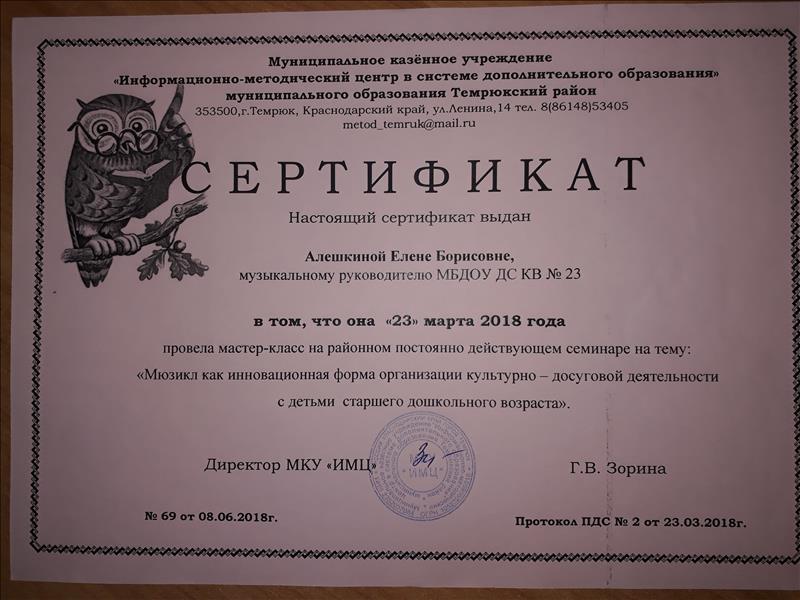 Муниципальное казённое учреждение
«Информационно-методический центр в системе дополнительного образования»
муниципального образования Темрюкский район
353500,г.Темрюк, Краснодарский край, ул.Ленина,14 тел. 8(86148)53405
metod_temruk@mail.ru
СЕРТИФИКАТ
Настоящий сертификат выдан
Алешкиной Елене Борисовне,
музыкальному руководителю МБДОУ ДС КВ № 23
в том, что она «23» марта 2018 года
провела мастер-класс на районном постоянно действующем семинаре на тему:
«Мюзикл как инновационная форма организации культурно – досуговой деятельности
с детьми старшего дошкольного возраста».
Директор МКУ «ИМЦ»
"ИМЦ"
Г.В. Зорина
№ 69 от 08.06.2018г.
Протокол ПДС № 2 от 23.03.2018г.